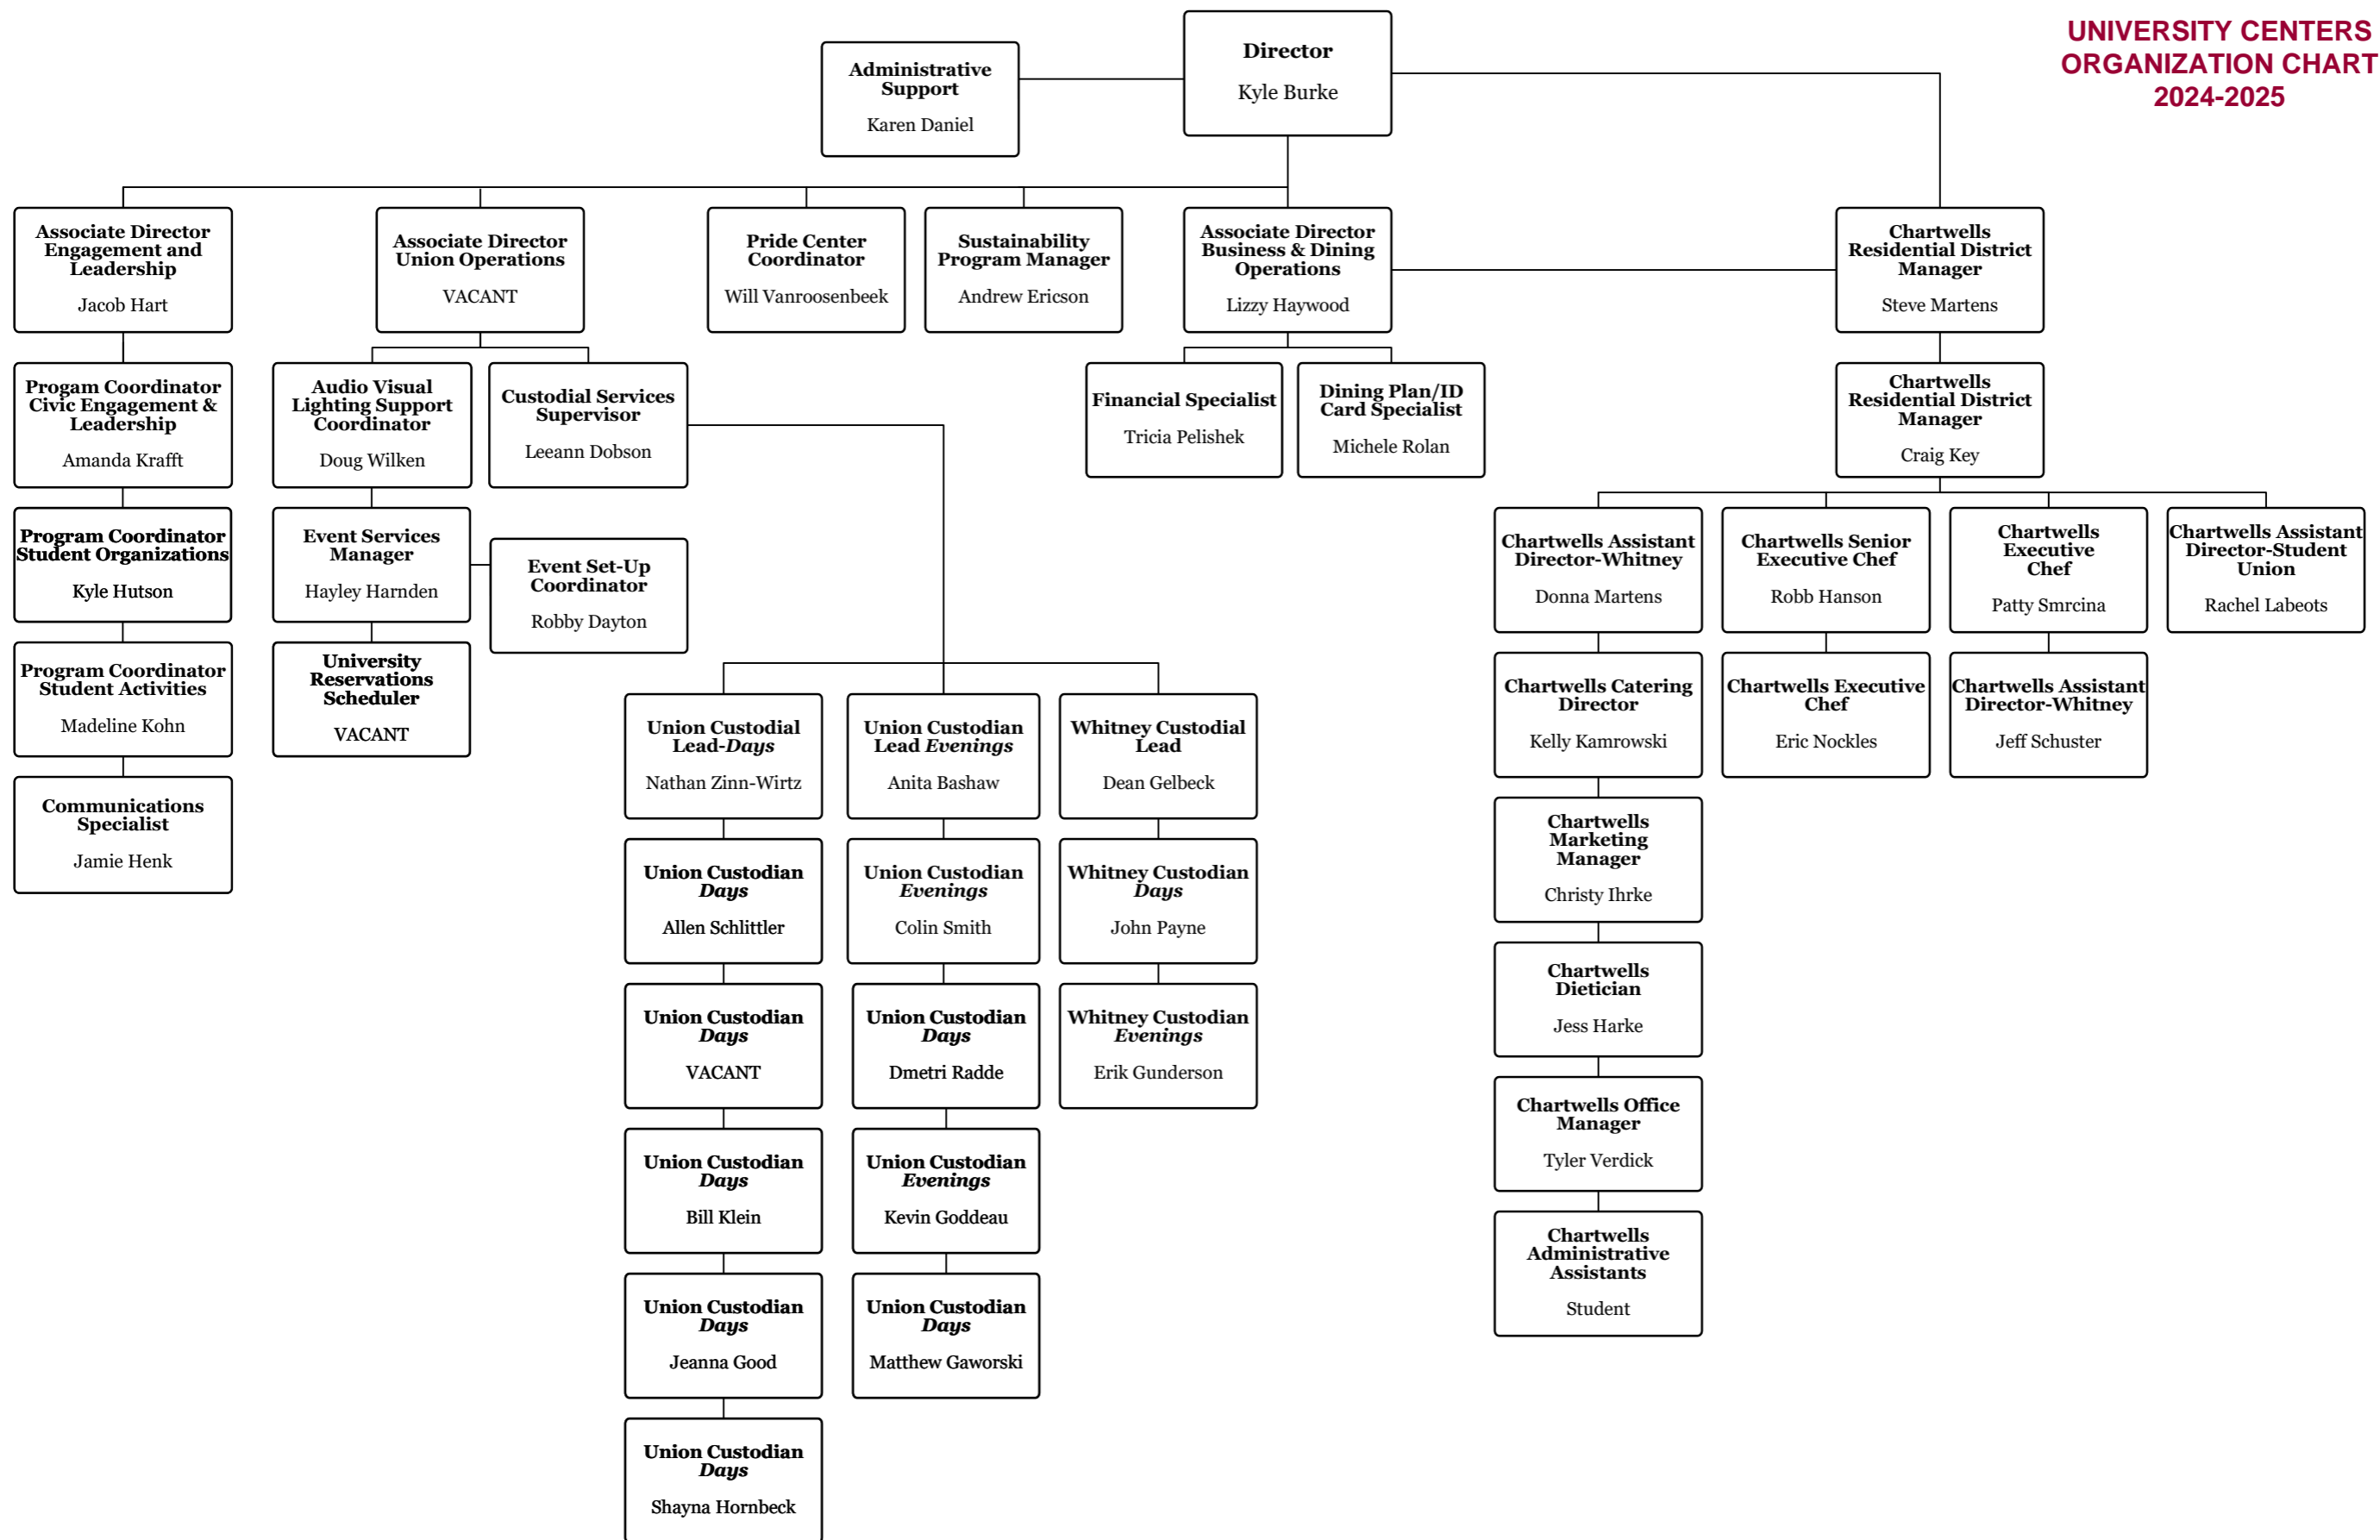 UNIVERSITY CENTERS
ORGANIZATION CHART
2024-2025
Director
Kyle Burke
Administrative
Support
Karen Daniel
Associate Director
Engagement and
Leadership
Jacob Hart
Associate Director
Union Operations
VACANT
Pride Center
Coordinator
Will Vanroosenbeek
Sustainability
Program Manager
Andrew Ericson
Associate Director
Business & Dining
Operations
Lizzy Haywood
Chartwells
Residential District
Manager
Steve Martens
Progam Coordinator
Civic Engagement &
Leadership
Amanda Krafft
Audio Visual
Lighting Support
Coordinator
Doug Wilken
Custodial Services
Supervisor
Leeann Dobson
Financial Specialist
Tricia Pelishek
Dining Plan/ID
Card Specialist
Michele Rolan
Chartwells
Residential District
Manager
Craig Key
Program Coordinator
Student Organizations
Kyle Hutson
Event Services
Manager
Hayley Harnden
Event Set-Up
Coordinator
Robby Dayton
Chartwells Assistant
Director-Whitney
Donna Martens
Chartwells Senior
Executive Chef
Robb Hanson
Chartwells
Executive
Chef
Patty Smrcina
Chartwells Assistant
Director-Student
Union
Rachel Labeots
Program Coordinator
Student Activities
Madeline Kohn
University
Reservations
Scheduler
VACANT
Union Custodial
Lead-Days
Nathan Zinn-Wirtz
Union Custodian
Lead Evenings
Anita Bashaw
Whitney Custodial
Lead
Dean Gelbeck
Chartwells Catering
Director
Kelly Kamrowski
Chartwells Executive
Chef
Eric Nockles
Chartwells Assistant
Director-Whitney
Jeff Schuster
Communications
Specialist
Jamie Henk
Union Custodian
Days
Allen Schlittler
Union Custodian
Evenings
Colin Smith
Whitney Custodian
Days
John Payne
Chartwells
Marketing
Manager
Christy Ihrke
Union Custodian
Days
VACANT
Union Custodian
Days
Dmetri Radde
Whitney Custodian
Evenings
Erik Gunderson
Chartwells
Dietician
Jess Harke
Union Custodian
Days
Bill Klein
Union Custodian
Evenings
Kevin Goddeau
Chartwells Office
Manager
Tyler Verdick
Union Custodian
Days
Jeanna Good
Union Custodian
Days
Matthew Gaworski
Chartwells
Administrative
Assistants
Student
Union Custodian
Days
Shayna Hornbeck